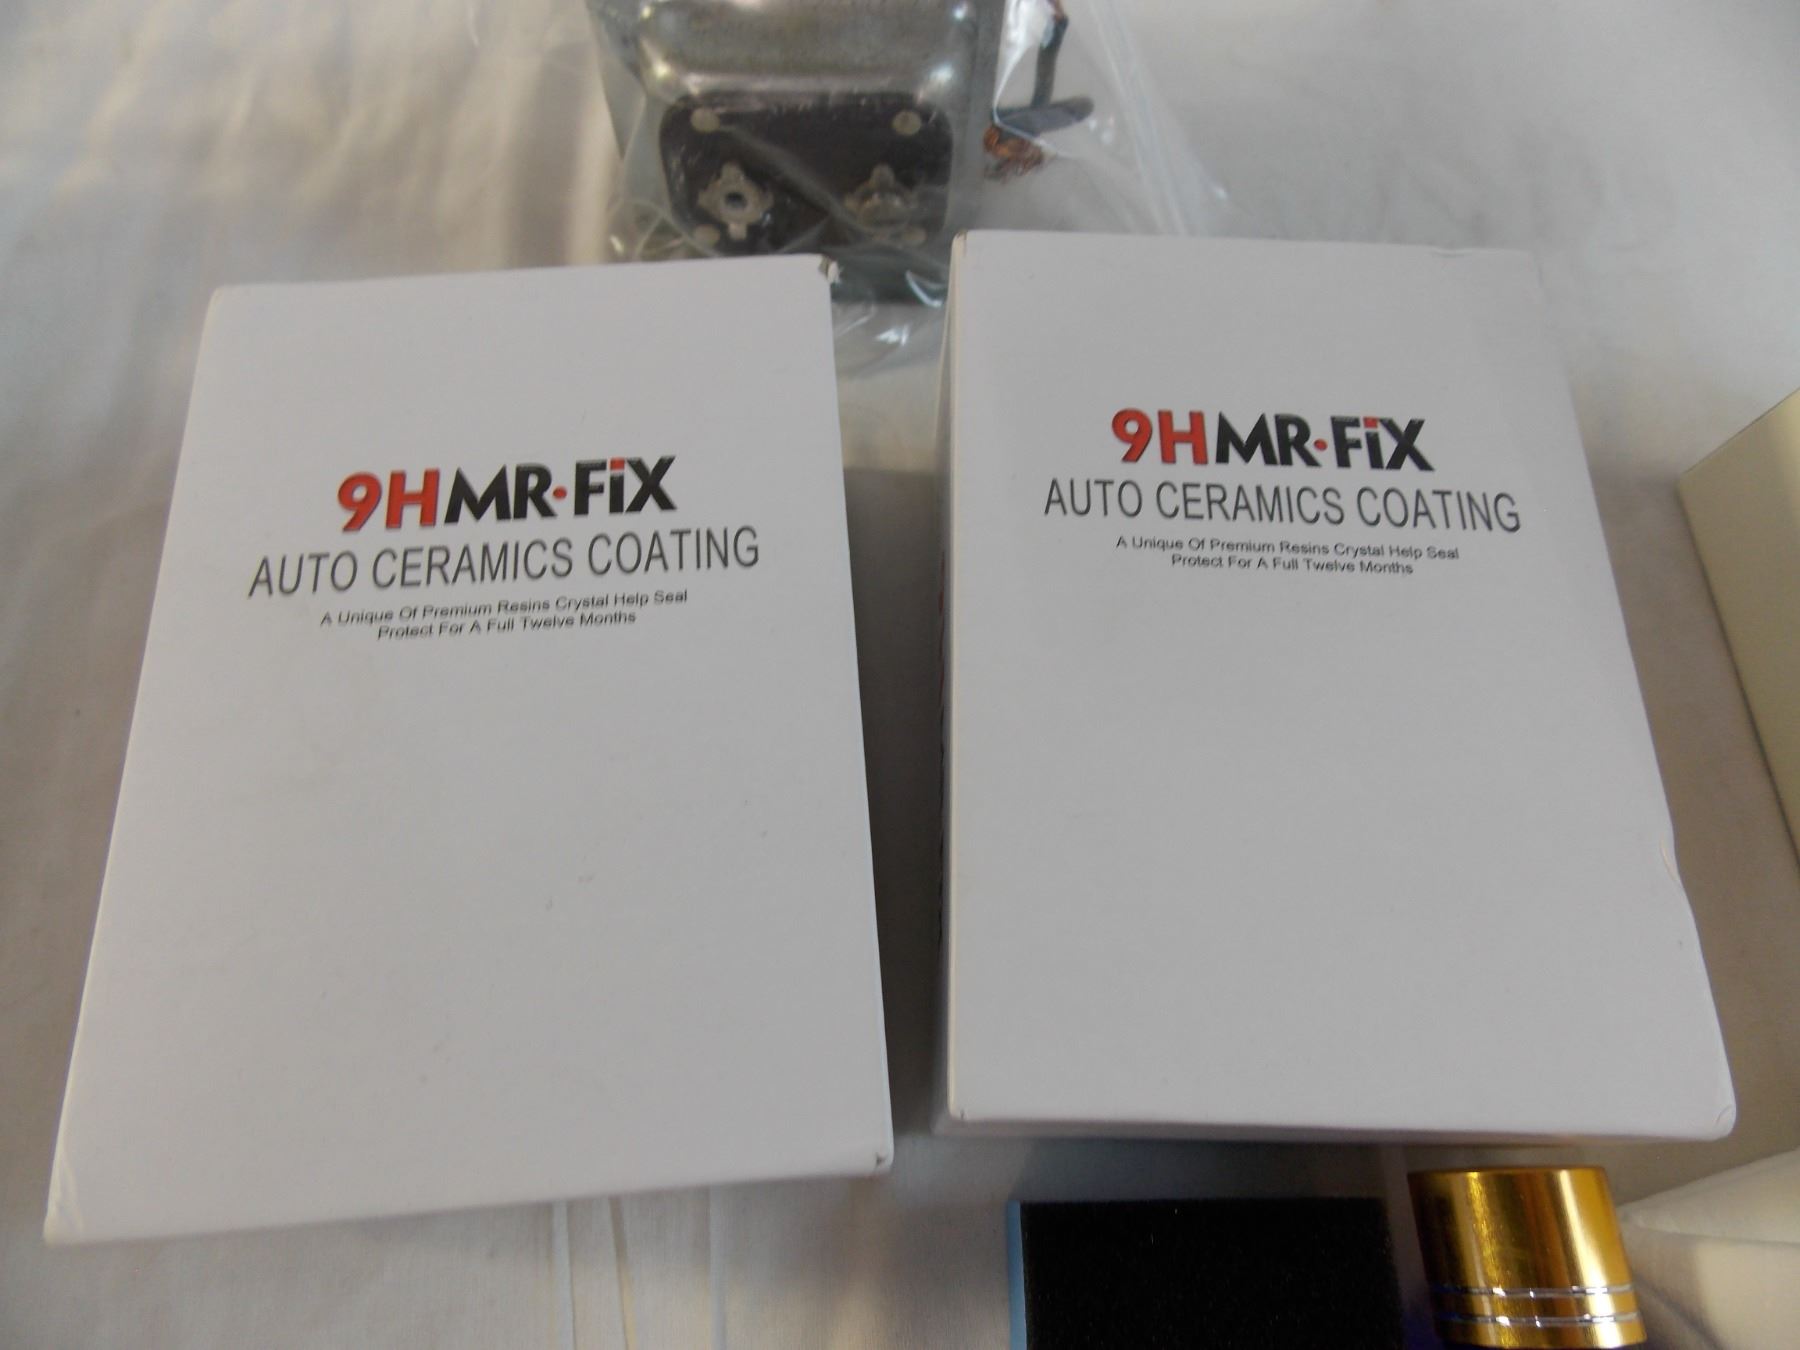 9HMR·FiX
AUTO CERAMICS COATING
A Unique Of Premium Resins Crystal Help Seal
Protect For A Full Twelve Months
9HMR·FiX
AUTO CERAMICS COATING
A Unique Of Premium Resins Crystal Help Seal
Protect For A Full Twelve Months